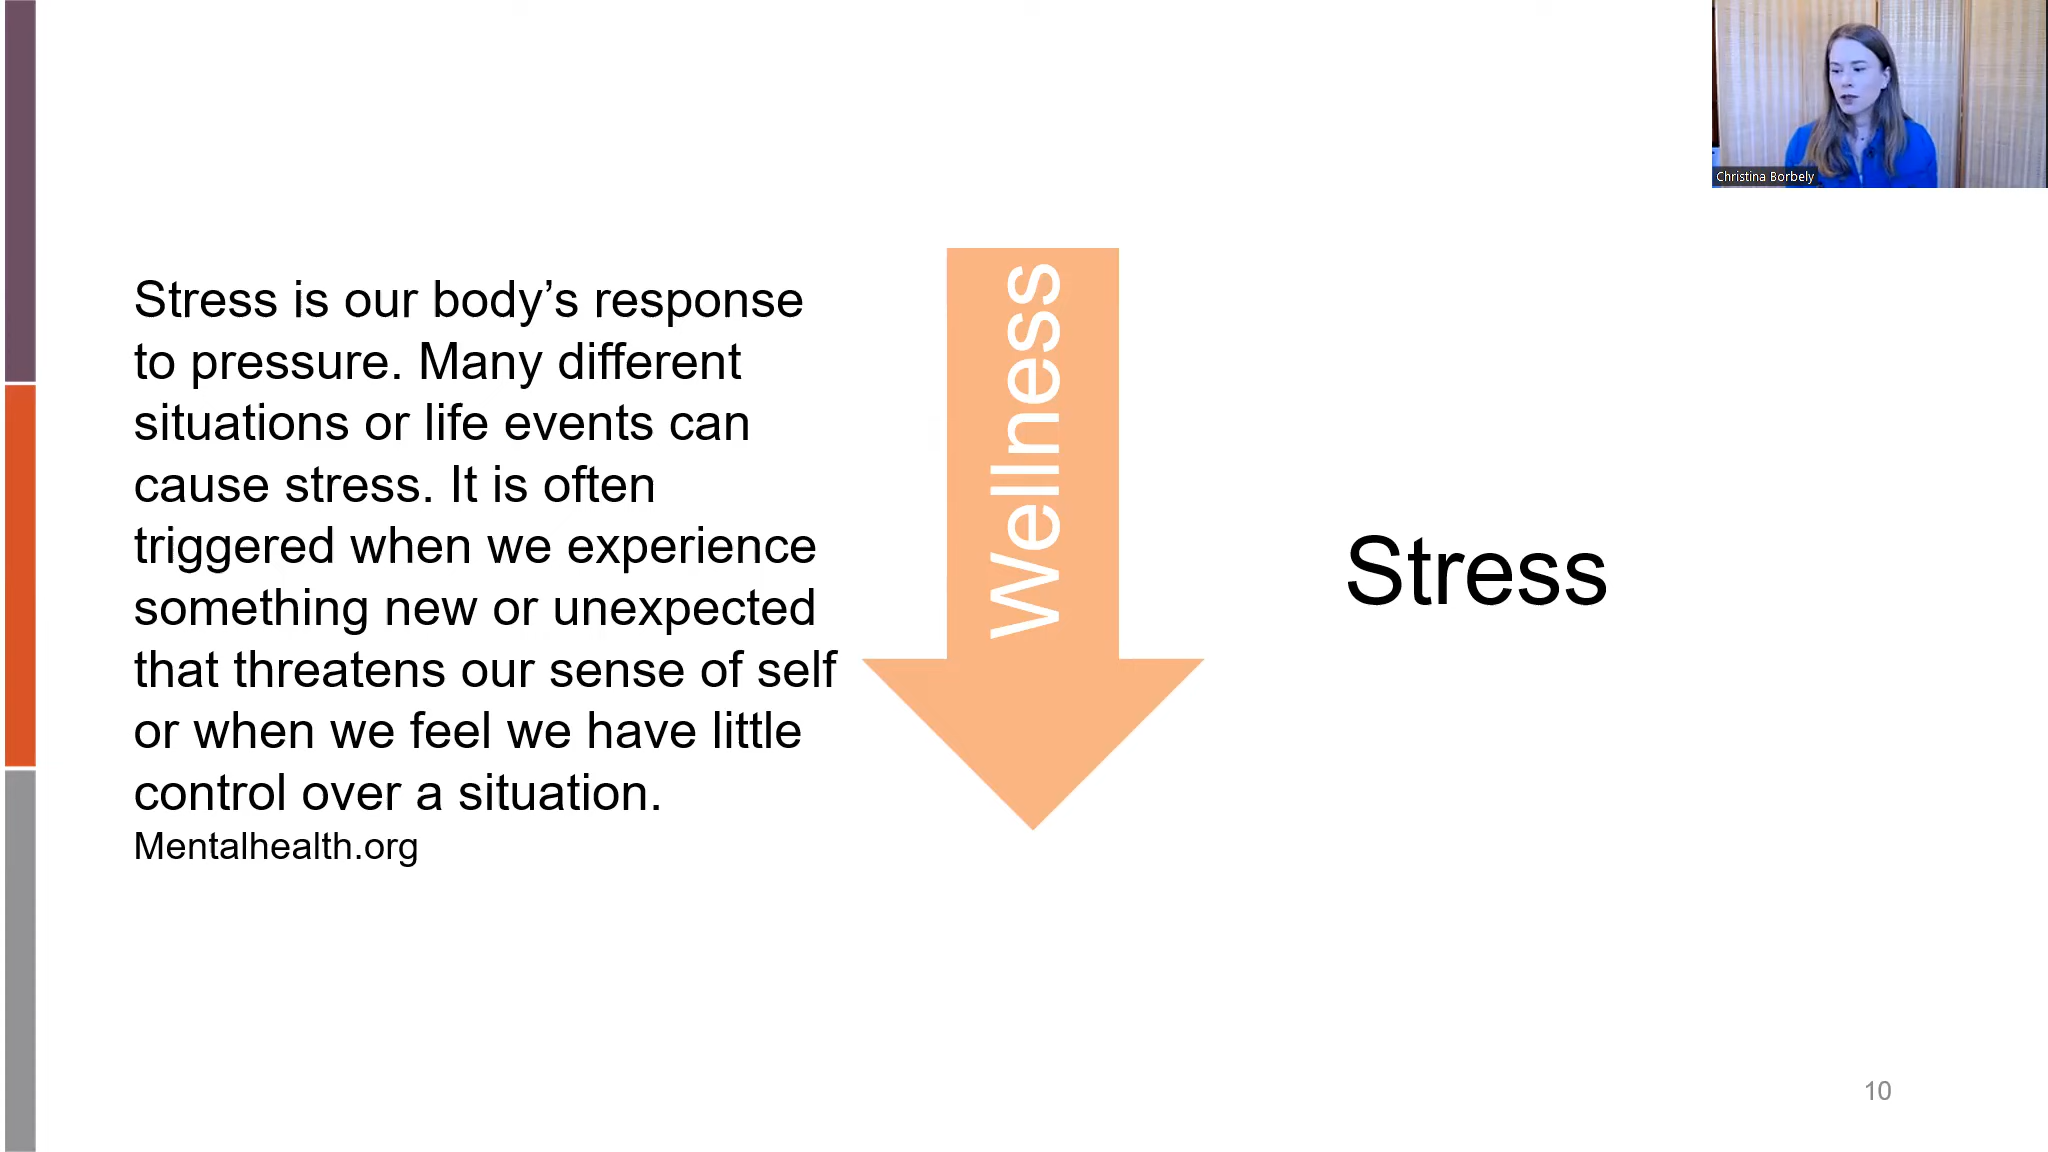 Christina Borbely
Stress is our body’s response
to pressure. Many different
situations or life events can
cause stress. It is often
triggered when we experience
something new or unexpected
that threatens our sense of self
or when we feel we have little
control over a situation.
Mentalhealth.org
Wellness
Stress
10